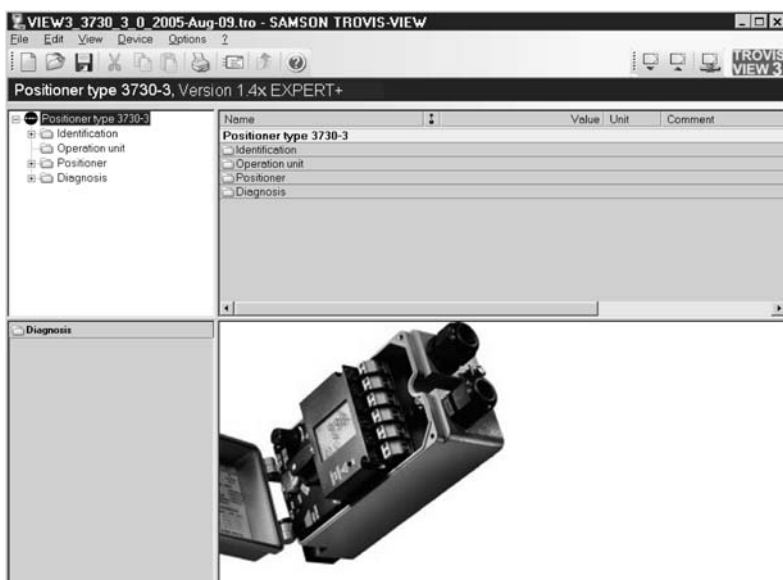 VIEW3_3730_3_0_2005-Aug-09.tro - SAMSON TROVIS-VIEW
File Edit View Device Options ?
TROVIS
VIEW 3
Positioner type 3730-3, Version 1.4x EXPERT+
Positioner type 3730-3
Identification
Operation unit
Positioner
Diagnosis
Name Value Unit Comment
Positioner type 3730-3
Identification
Operation unit
Positioner
Diagnosis
Diagnosis